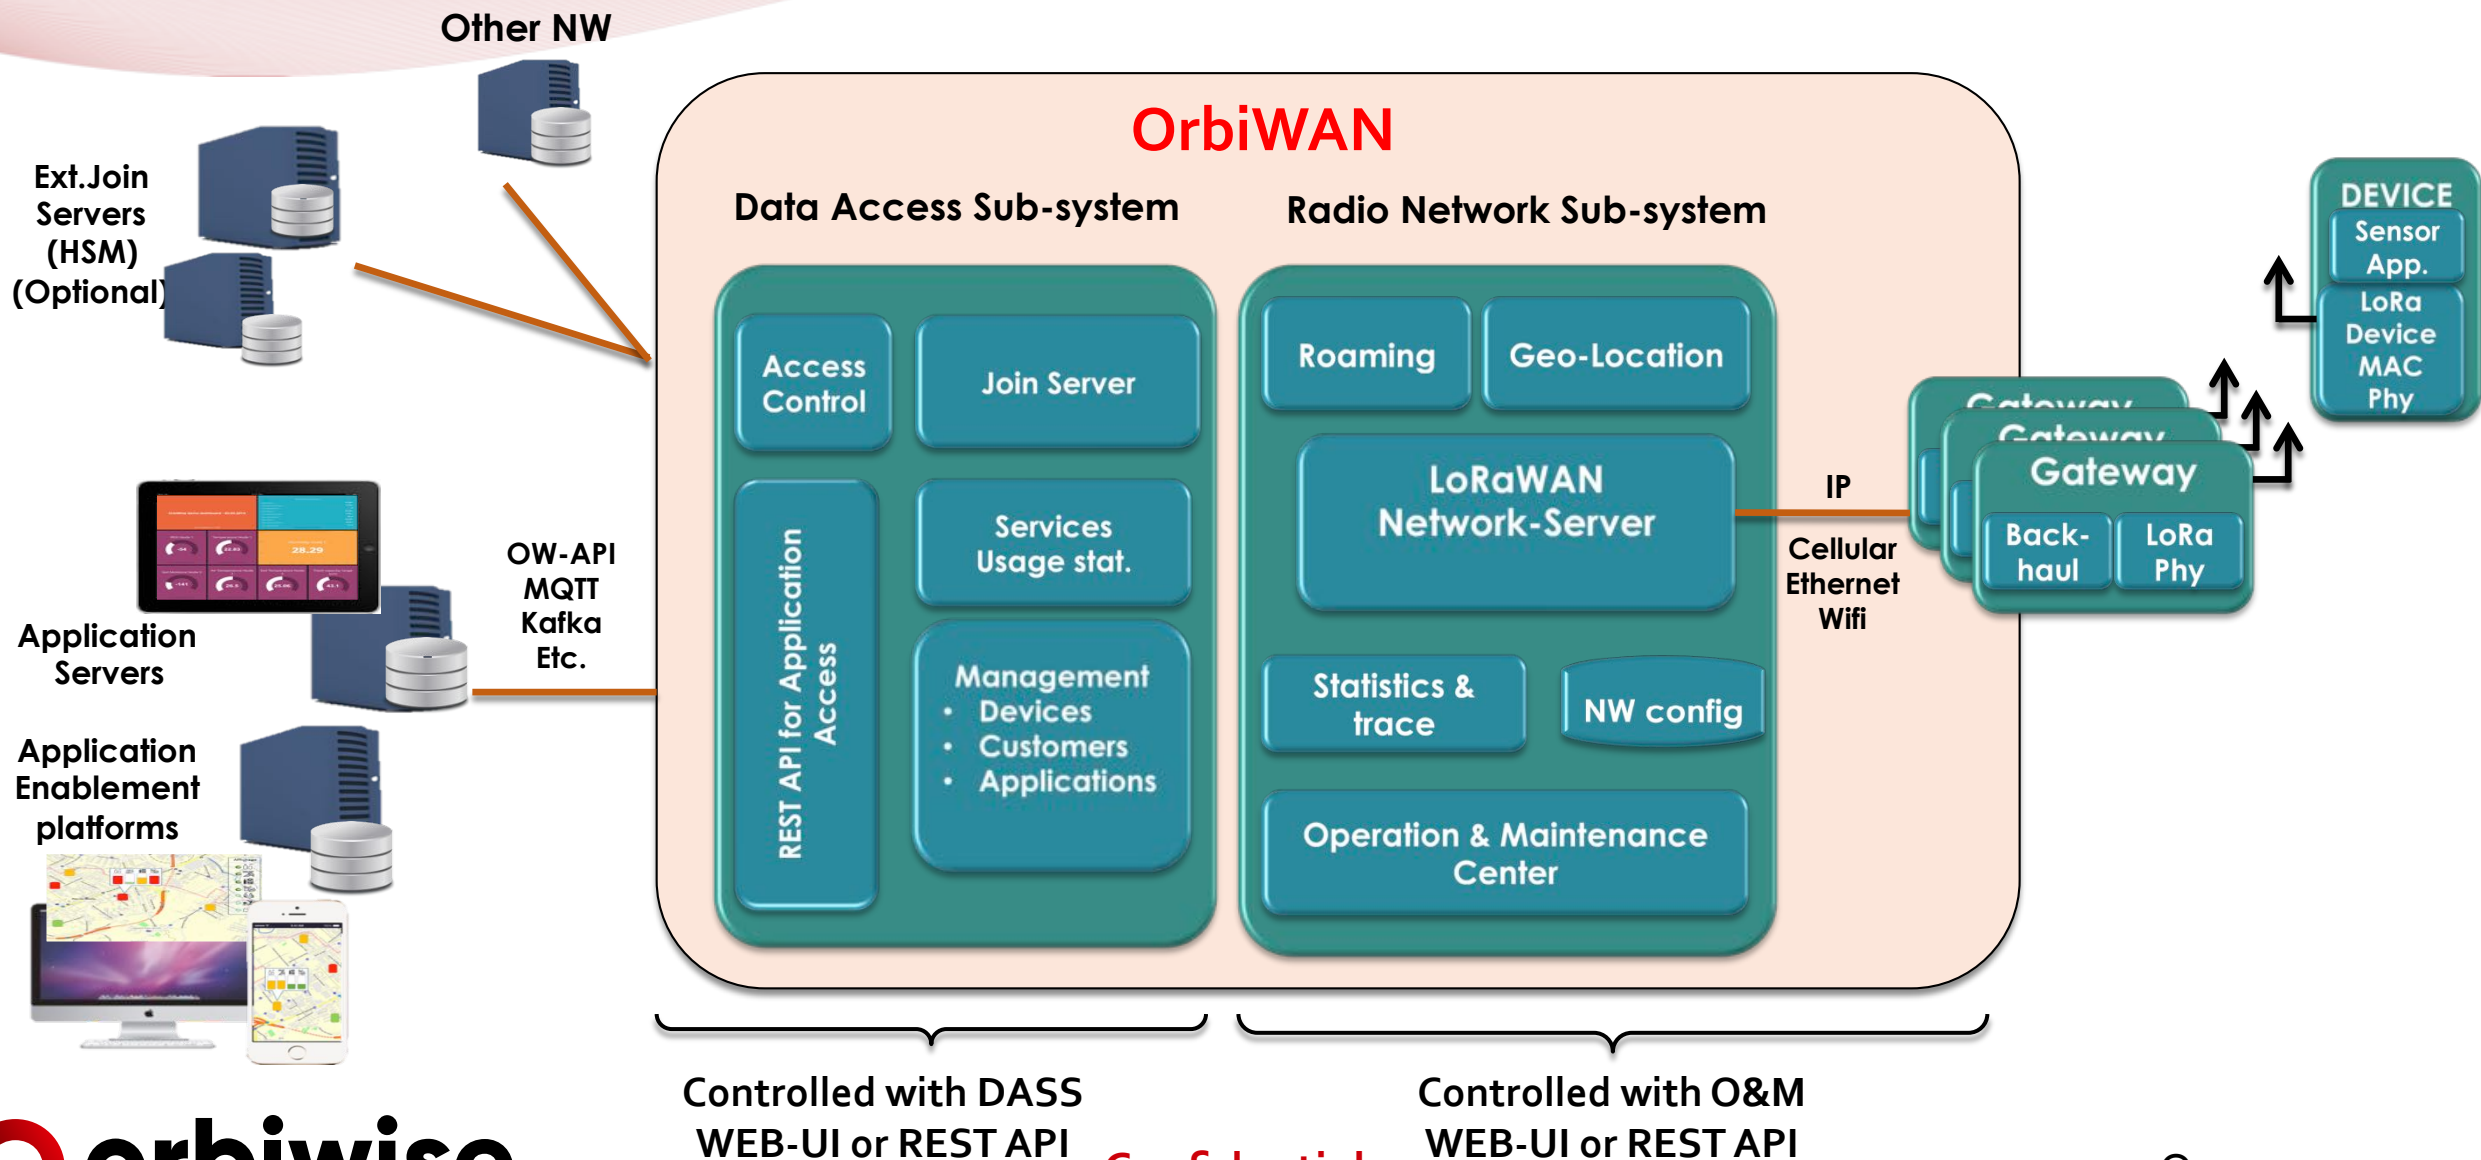 Other NW
Ext.Join
Servers
(HSM)
(Optional)
OrbiWAN
Data Access Sub-system
Radio Network Sub-system
Access
Control
Join Server
REST API for Application
Access
Services
Usage stat.
Management
• Devices
• Customers
• Applications
Roaming
Geo-Location
LoRaWAN
Network-Server
Statistics &
trace
NW config
Operation & Maintenance
Center
IP
Cellular
Ethernet
Wifi
Gateway
Gateway
Gateway
Back-
haul
LoRa
Phy
DEVICE
Sensor
App.
LoRa
Device
MAC
Phy
28.29
OW-API
MQTT
Kafka
Etc.
Application
Servers
Application
Enablement
platforms
Controlled with DASS
WEB-UI or REST API
Controlled with O&M
WEB-UI or REST API
orbiwise
Confidential